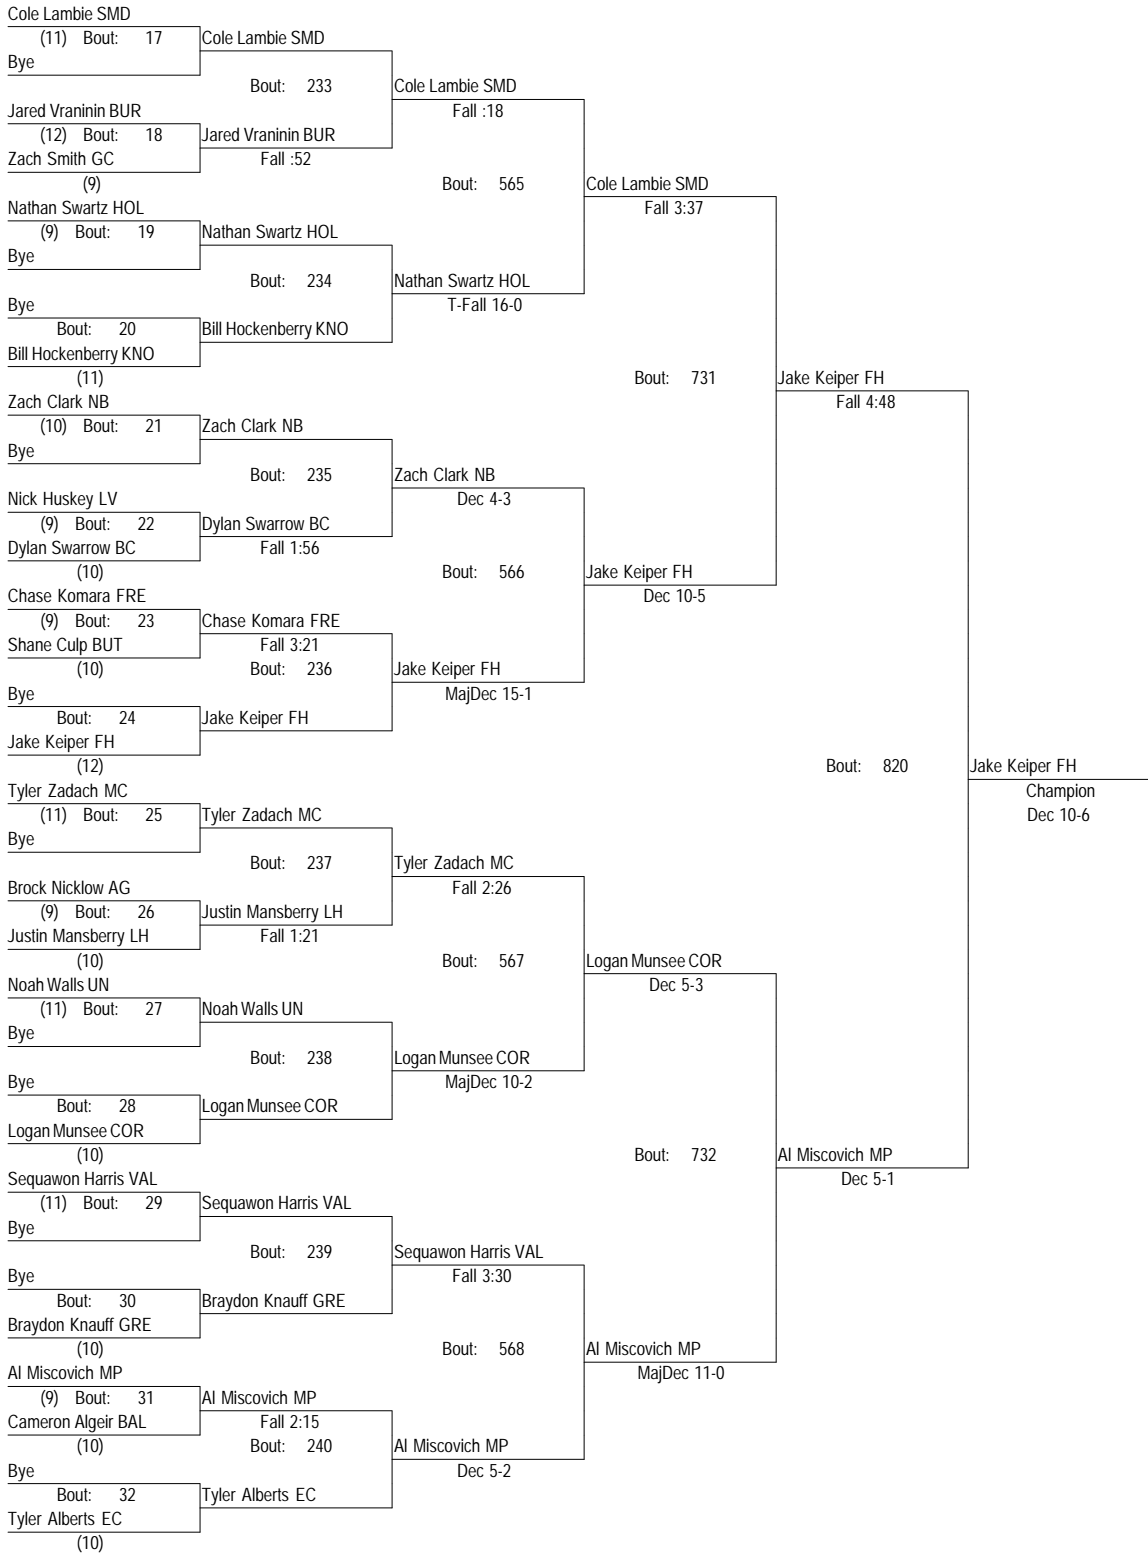 Cole Lambie SMD
(11) Bout: 17
Cole Lambie SMD
Bye
Bout: 233
Cole Lambie SMD
Jared Vraninin BUR
Fall :18
(12) Bout: 18
Jared Vraninin BUR
Zach Smith GC
Fall :52
(9)
Bout: 565
Cole Lambie SMD
Nathan Swartz HOL
Fall 3:37
(9) Bout: 19
Nathan Swartz HOL
Bye
Bout: 234
Nathan Swartz HOL
Bye
T-Fall 16-0
Bout: 20
Bill Hockenberry KNO
Bill Hockenberry KNO
(11)
Bout: 731
Jake Keiper FH
Zach Clark NB
Fall 4:48
(10) Bout: 21
Zach Clark NB
Bye
Bout: 235
Zach Clark NB
Nick Huskey LV
Dec 4-3
(9) Bout: 22
Dylan Swarrow BC
Dylan Swarrow BC
Fall 1:56
(10)
Bout: 566
Jake Keiper FH
Chase Komara FRE
Dec 10-5
(9) Bout: 23
Chase Komara FRE
Shane Culp BUT
Fall 3:21
(10)
Bout: 236
Jake Keiper FH
Bye
MajDec 15-1
Bout: 24
Jake Keiper FH
Jake Keiper FH
(12)
Bout: 820
Jake Keiper FH
Tyler Zadach MC
Champion
(11) Bout: 25
Tyler Zadach MC
Dec 10-6
Bye
Bout: 237
Tyler Zadach MC
Brock Nicklow AG
Fall 2:26
(9) Bout: 26
Justin Mansberry LH
Justin Mansberry LH
Fall 1:21
(10)
Bout: 567
Logan Munsee COR
Noah Walls UN
Dec 5-3
(11) Bout: 27
Noah Walls UN
Bye
Bout: 238
Logan Munsee COR
Bye
MajDec 10-2
Bout: 28
Logan Munsee COR
Logan Munsee COR
(10)
Bout: 732
Al Miscovich MP
Sequawon Harris VAL
Dec 5-1
(11) Bout: 29
Sequawon Harris VAL
Bye
Bout: 239
Sequawon Harris VAL
Bye
Fall 3:30
Bout: 30
Braydon Knauff GRE
Braydon Knauff GRE
(10)
Bout: 568
Al Miscovich MP
Al Miscovich MP
MajDec 11-0
(9) Bout: 31
Al Miscovich MP
Cameron Algeir BAL
Fall 2:15
(10)
Bout: 240
Al Miscovich MP
Bye
Dec 5-2
Bout: 32
Tyler Alberts EC
Tyler Alberts EC
(10)